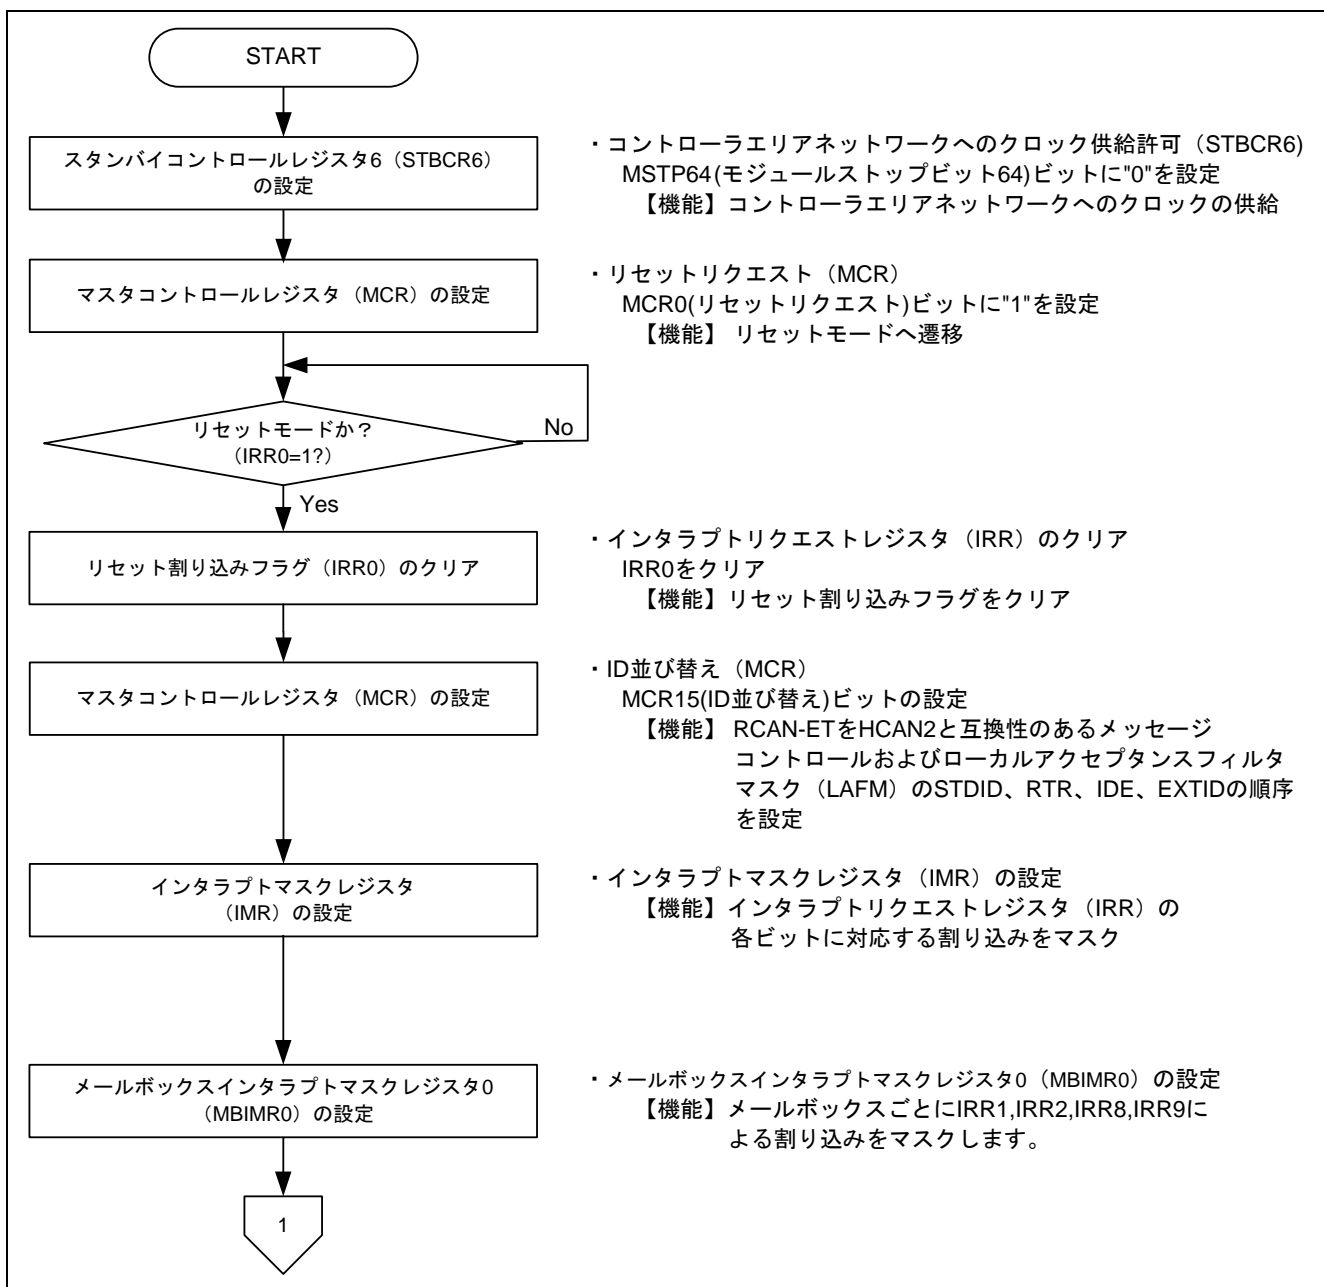 START
スタンバイコントロールレジスタ6（STBCR6）
の設定
・コントローラエリアネットワークへのクロック供給許可（STBCR6)
MSTP64(モジュールストップビット64)ビットに"0"を設定
【機能】コントローラエリアネットワークへのクロックの供給
マスタコントロールレジスタ（MCR）の設定
・リセットリクエスト（MCR）
MCR0(リセットリクエスト)ビットに"1"を設定
【機能】 リセットモードへ遷移
リセットモードか？
（IRR0=1?）
No
Yes
リセット割り込みフラグ（IRR0）のクリア
・インタラプトリクエストレジスタ（IRR）のクリア
IRR0をクリア
【機能】リセット割り込みフラグをクリア
マスタコントロールレジスタ（MCR）の設定
・ID並び替え（MCR）
MCR15(ID並び替え)ビットの設定
【機能】 RCAN-ETをHCAN2と互換性のあるメッセージ
コントロールおよびローカルアクセプタンスフィルタ
マスク（LAFM）のSTDID、RTR、IDE、EXTIDの順序
を設定
インタラプトマスクレジスタ
（IMR）の設定
・インタラプトマスクレジスタ（IMR）の設定
【機能】インタラプトリクエストレジスタ（IRR）の
各ビットに対応する割り込みをマスク
メールボックスインタラプトマスクレジスタ0
（MBIMR0）の設定
・メールボックスインタラプトマスクレジスタ0（MBIMR0）の設定
【機能】メールボックスごとにIRR1,IRR2,IRR8,IRR9に
よる割り込みをマスクします。
1